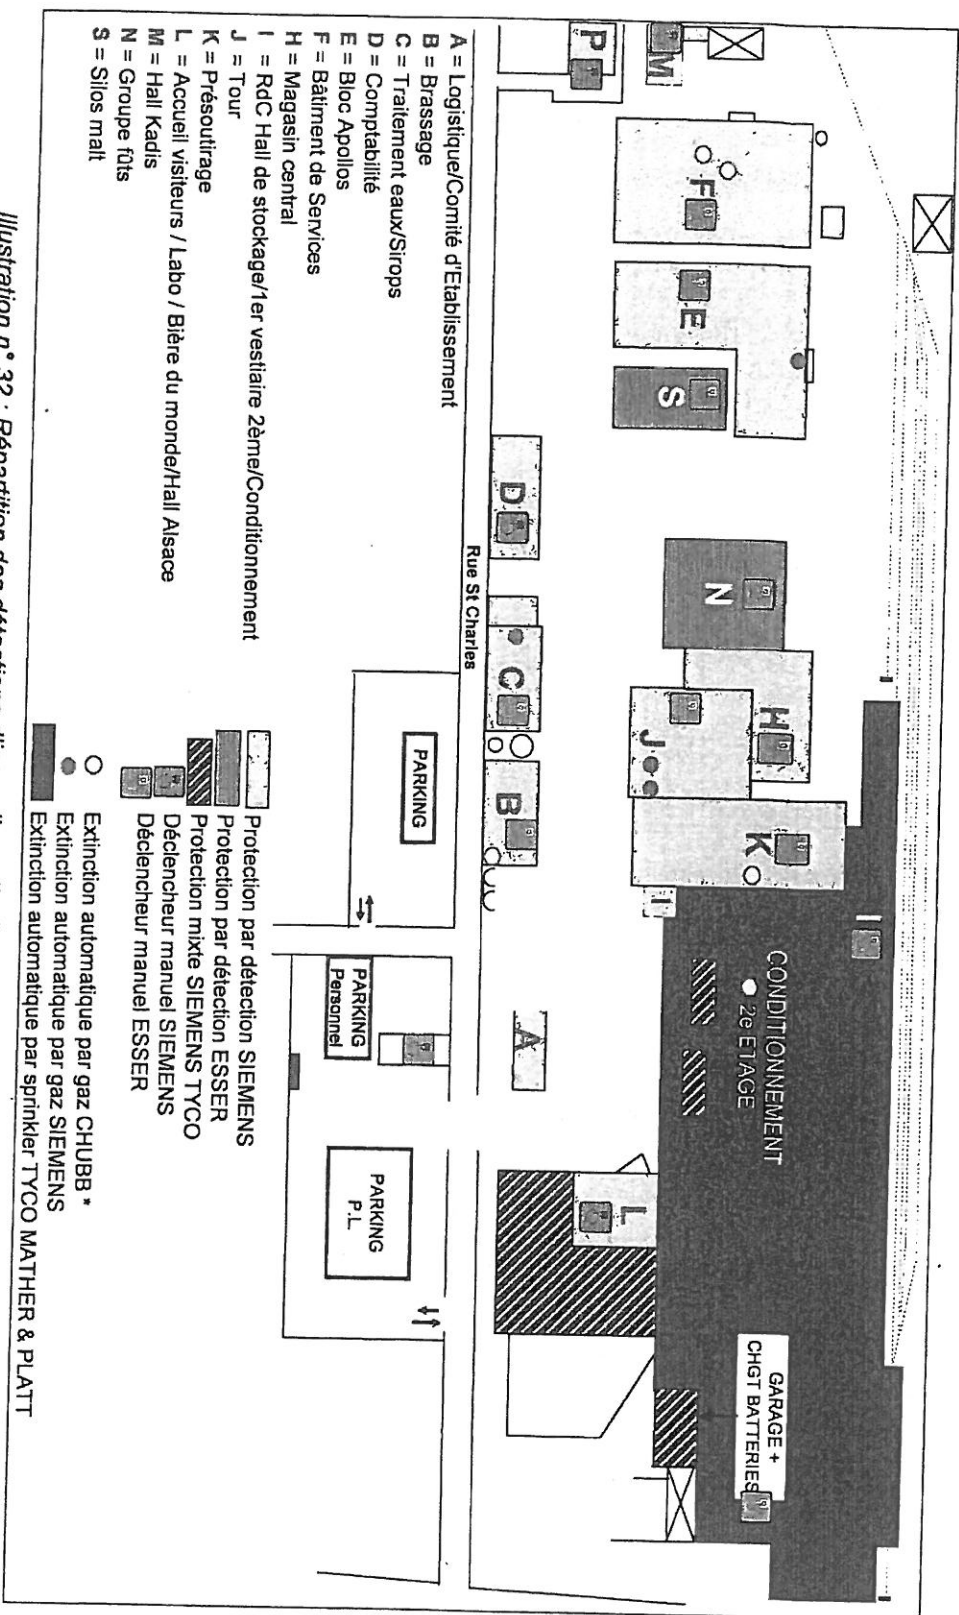 P
M
F
E
S
D
Rue St Charles
N
C
H
J
B
K
I
I
CONDITIONNEMENT
2e ETAGE
A
L
GARAGE +
CHGT BATTERIES
PARKING
PARKING
Personnel
PARKING
P.L
A = Logistique/Comité d'Etablissement
B = Brassage
C = Traitement eaux/Sirops
D = Comptabilité
E = Bloc Apollos
F = Bâtiment de Services
H = Magasin central
I = RdC Hall de stockage/1er vestiaire 2ème/Conditionnement
J = Tour
K = Présoutirage
L = Accueil visiteurs / Labo / Bière du monde/Hall Alsace
M = Hall Kadis
N = Groupe fûts
S = Silos malt
Protection par détection SIEMENS
Protection par détection ESSER
Protection mixte SIEMENS TYCO
Déclencheur manuel SIEMENS
Déclencheur manuel ESSER
Extinction automatique par gaz CHUBB *
Extinction automatique par gaz SIEMENS
Extinction automatique par sprinkler TYCO MATHER & PLATT
Illustration n° 32 : Répartition des